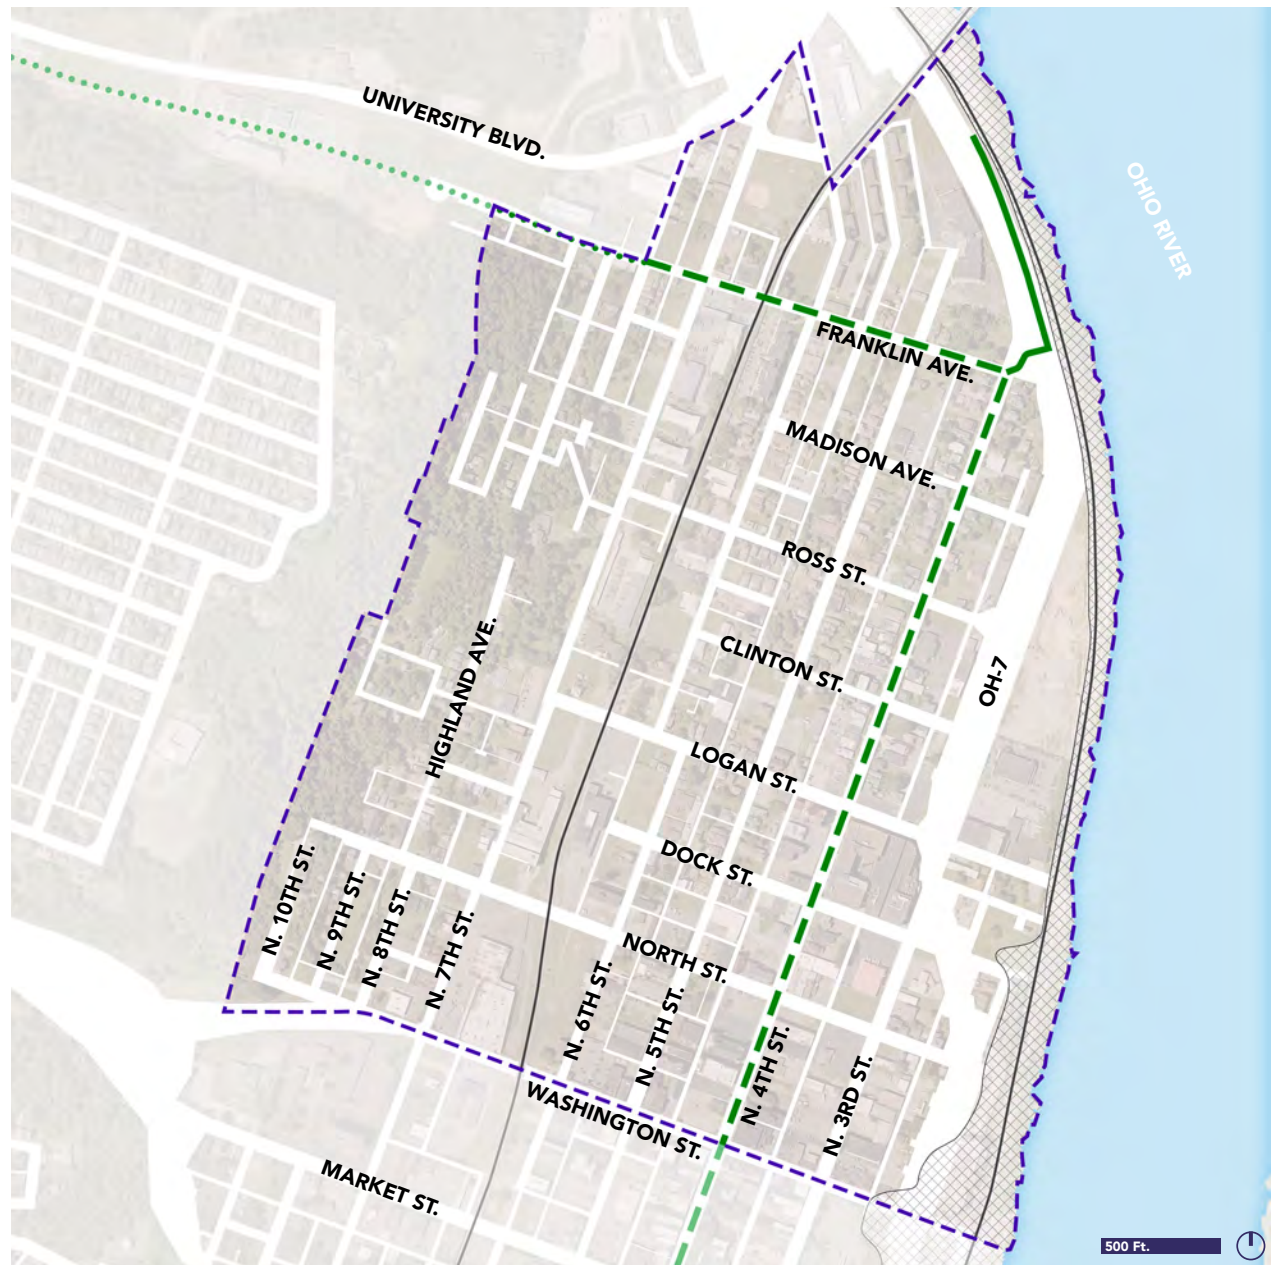 UNIVERSITY BLVD.
OHIO RIVER
FRANKLIN AVE.
MADISON AVE.
ROSS ST.
CLINTON ST.
HIGHLAND AVE.
OH-7
LOGAN ST.
DOCK ST.
N. 10TH ST.
N. 9TH ST.
N. 8TH ST.
N. 7TH ST.
NORTH ST.
N. 6TH ST.
N. 5TH ST.
N. 4TH ST.
N. 3RD ST.
WASHINGTON ST.
MARKET ST.
500 Ft.